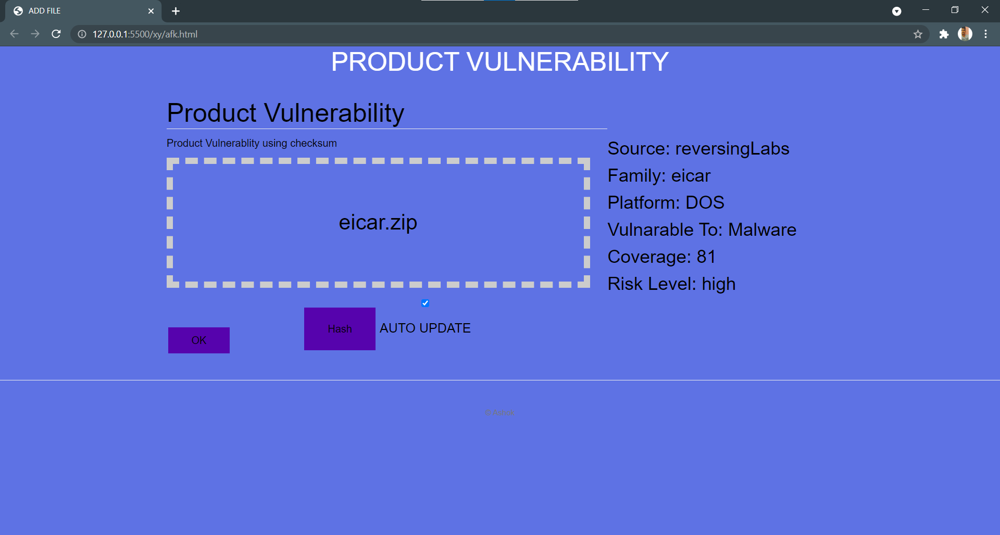 ADD FILE
127.0.0.1:5500/xy/afk.html
PRODUCT VULNERABILITY
Product Vulnerability
Product Vulnerablity using checksum
eicar.zip
Source: reversingLabs
Family: eicar
Platform: DOS
Vulnarable To: Malware
Coverage: 81
Risk Level: high
Hash
AUTO UPDATE
OK